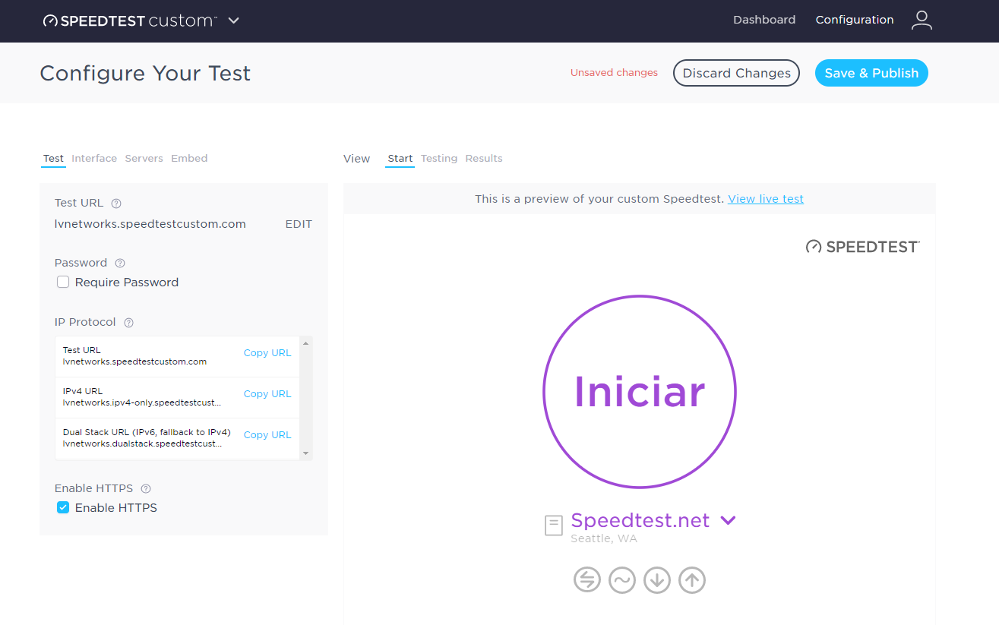 SPEEDTEST custom™
Dashboard
Configuration
Configure Your Test
Unsaved changes
Discard Changes
Save & Publish
Test Interface Servers Embed
View Start Testing Results
Test URL ?
lvnetworks.speedtestcustom.com EDIT
Password ?
Require Password
IP Protocol ?
Test URL
lvnetworks.speedtestcustom.com
Copy URL
IPv4 URL
lvnetworks.ipv4-only.speedtestcust...
Copy URL
Dual Stack URL (IPv6, fallback to IPv4)
lvnetworks.dualstack.speedtestcust...
Copy URL
Enable HTTPS ?
Enable HTTPS
This is a preview of your custom Speedtest. View live test
SPEEDTEST
Iniciar
Speedtest.net
Seattle, WA